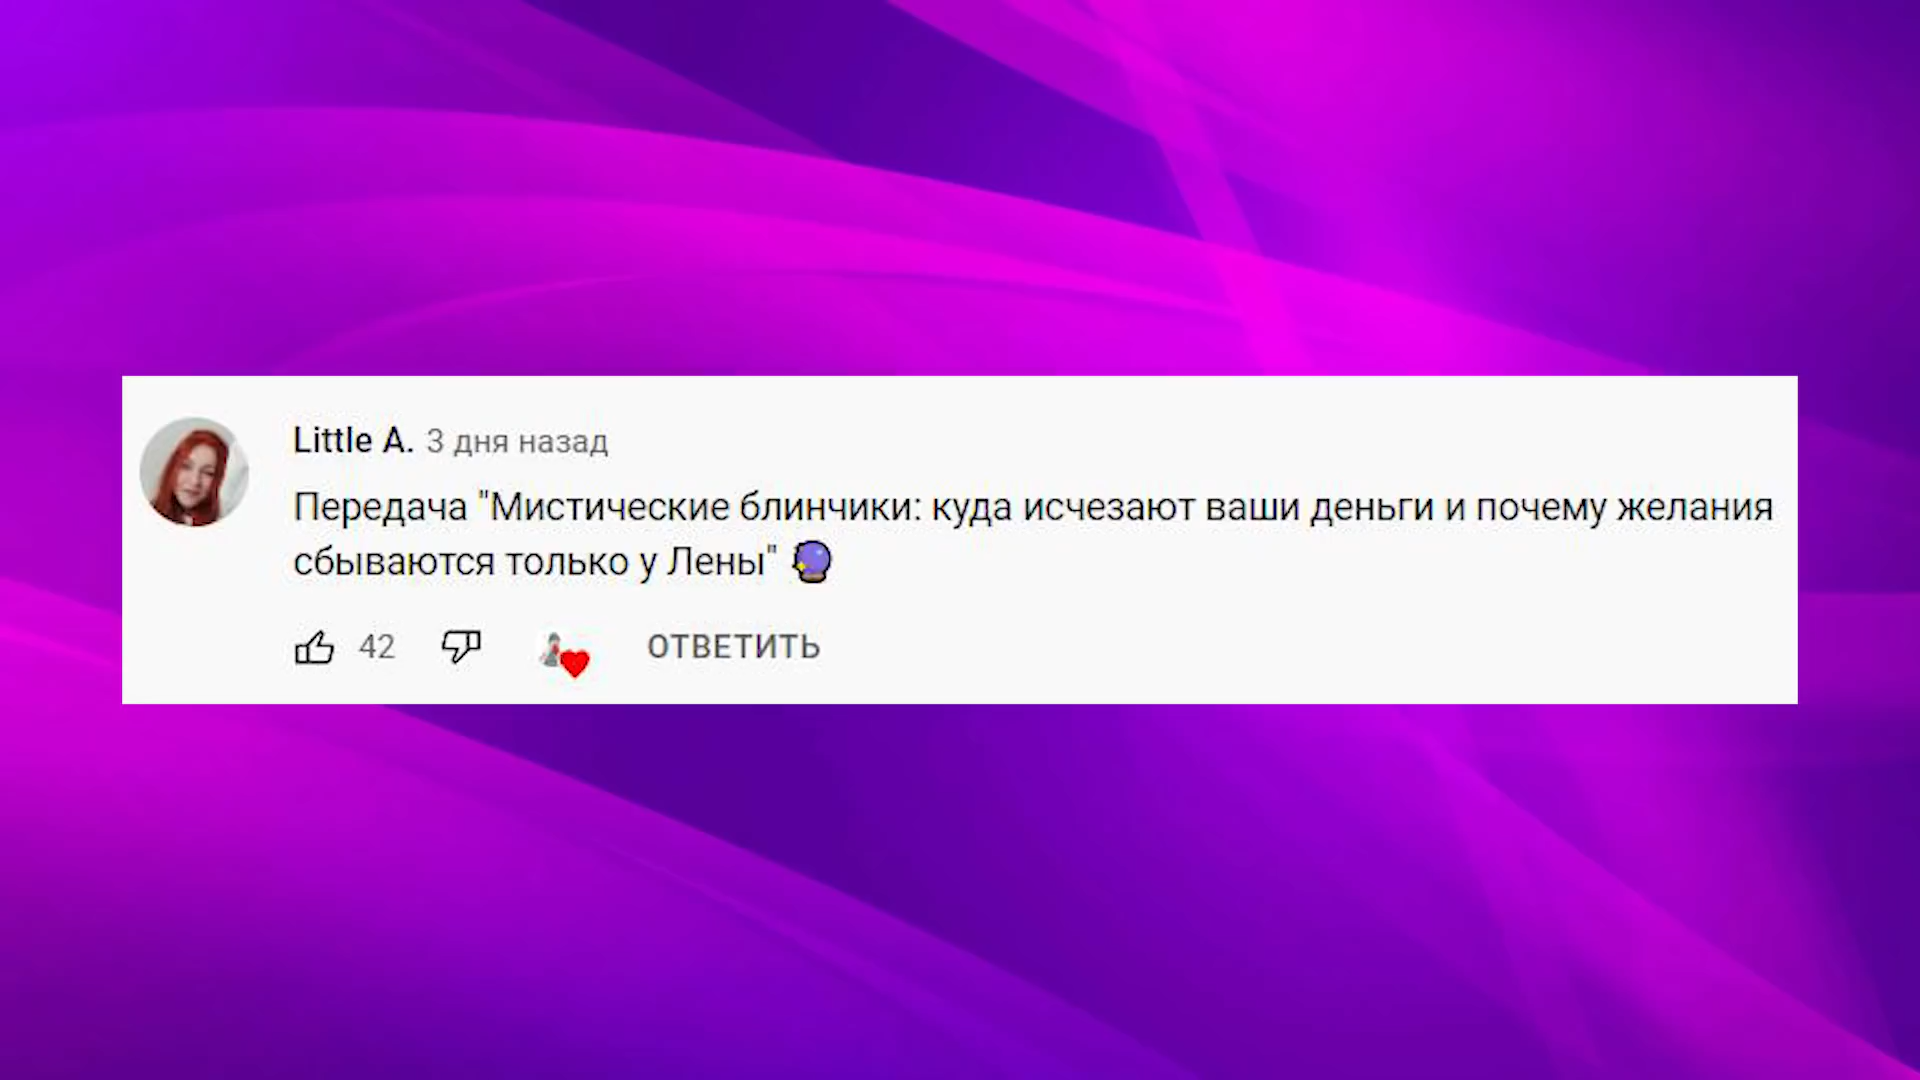 Little A. 3 дня назад
Передача "Мистические блинчики: куда исчезают ваши деньги и почему желания
сбываются только у Лены" 🔮
42 ОТВЕТИТЬ